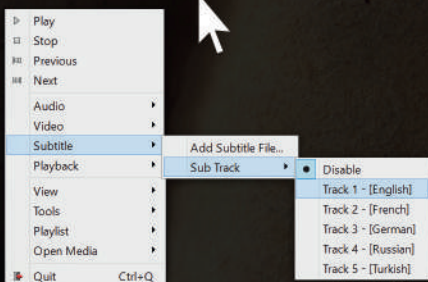 Play
Stop
Previous
Next
Audio
Video
Subtitle
Playback
View
Tools
Playlist
Open Media
Quit Ctrl+Q
Add Subtitle File...
Sub Track
Disable
Track 1 - [English]
Track 2 - [French]
Track 3 - [German]
Track 4 - [Russian]
Track 5 - [Turkish]